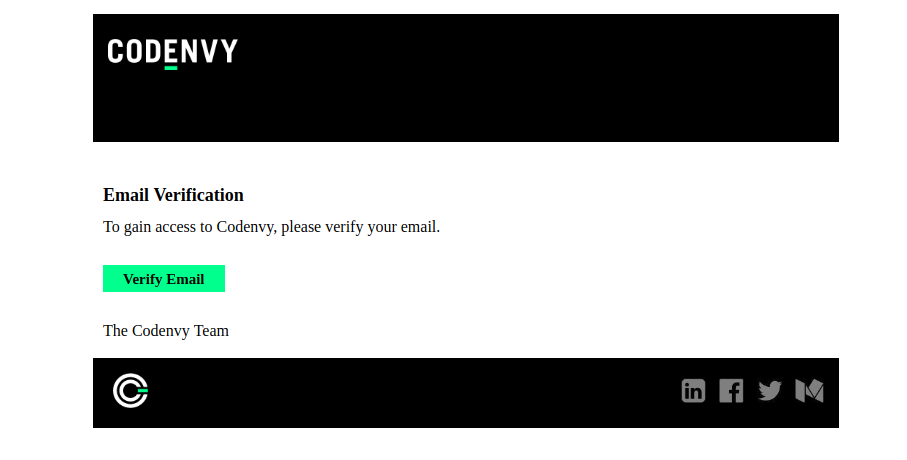 CODENVY
Email Verification
To gain access to Codenvy, please verify your email.
Verify Email
The Codenvy Team